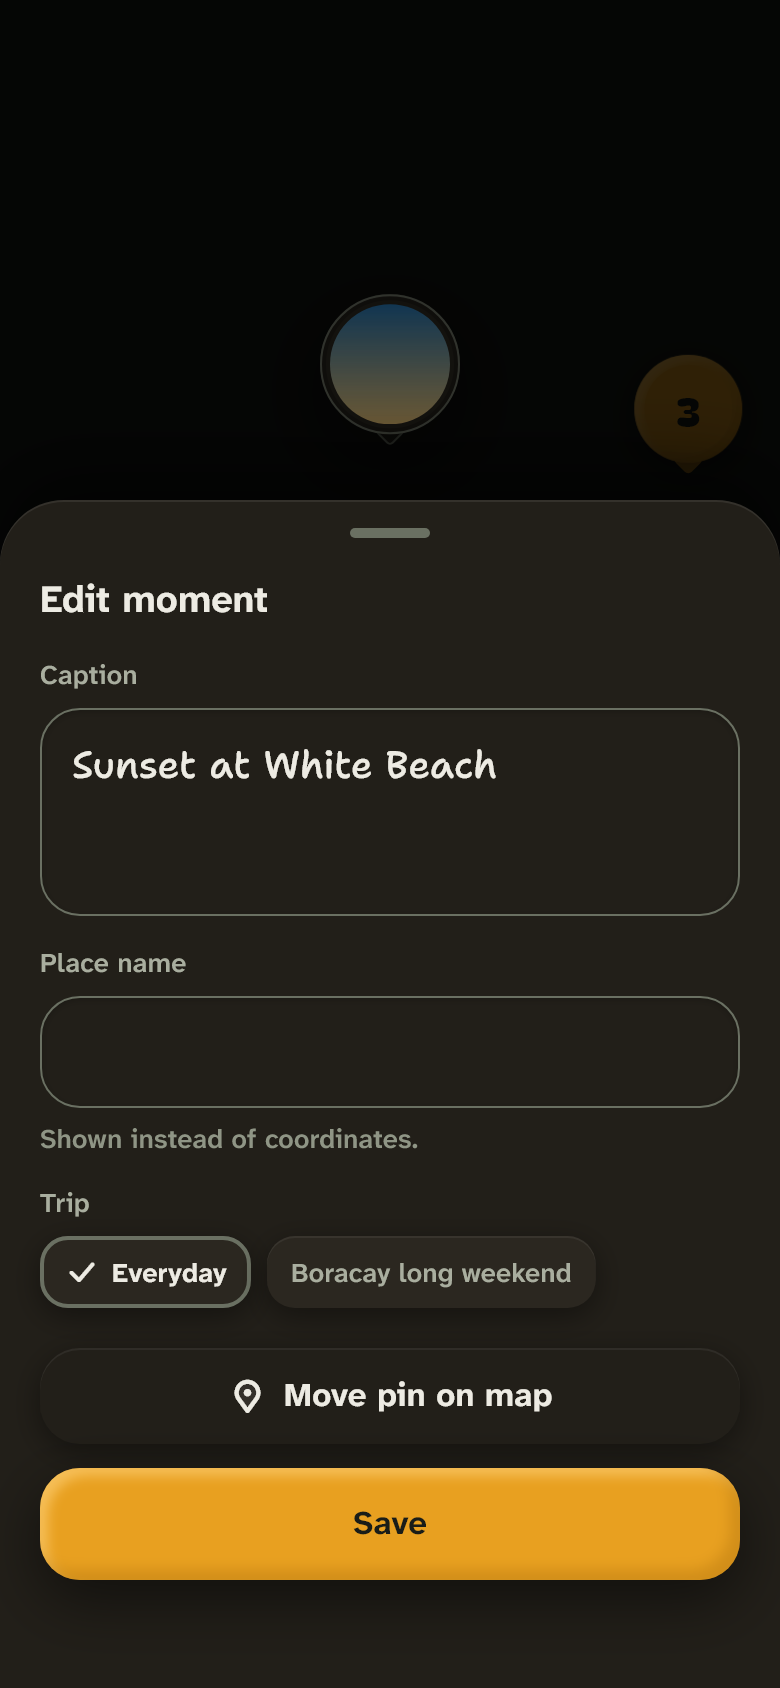 3
Edit moment
Caption
Sunset at White Beach
Place name
Shown instead of coordinates.
Trip
Everyday
Boracay long weekend
Move pin on map
Save